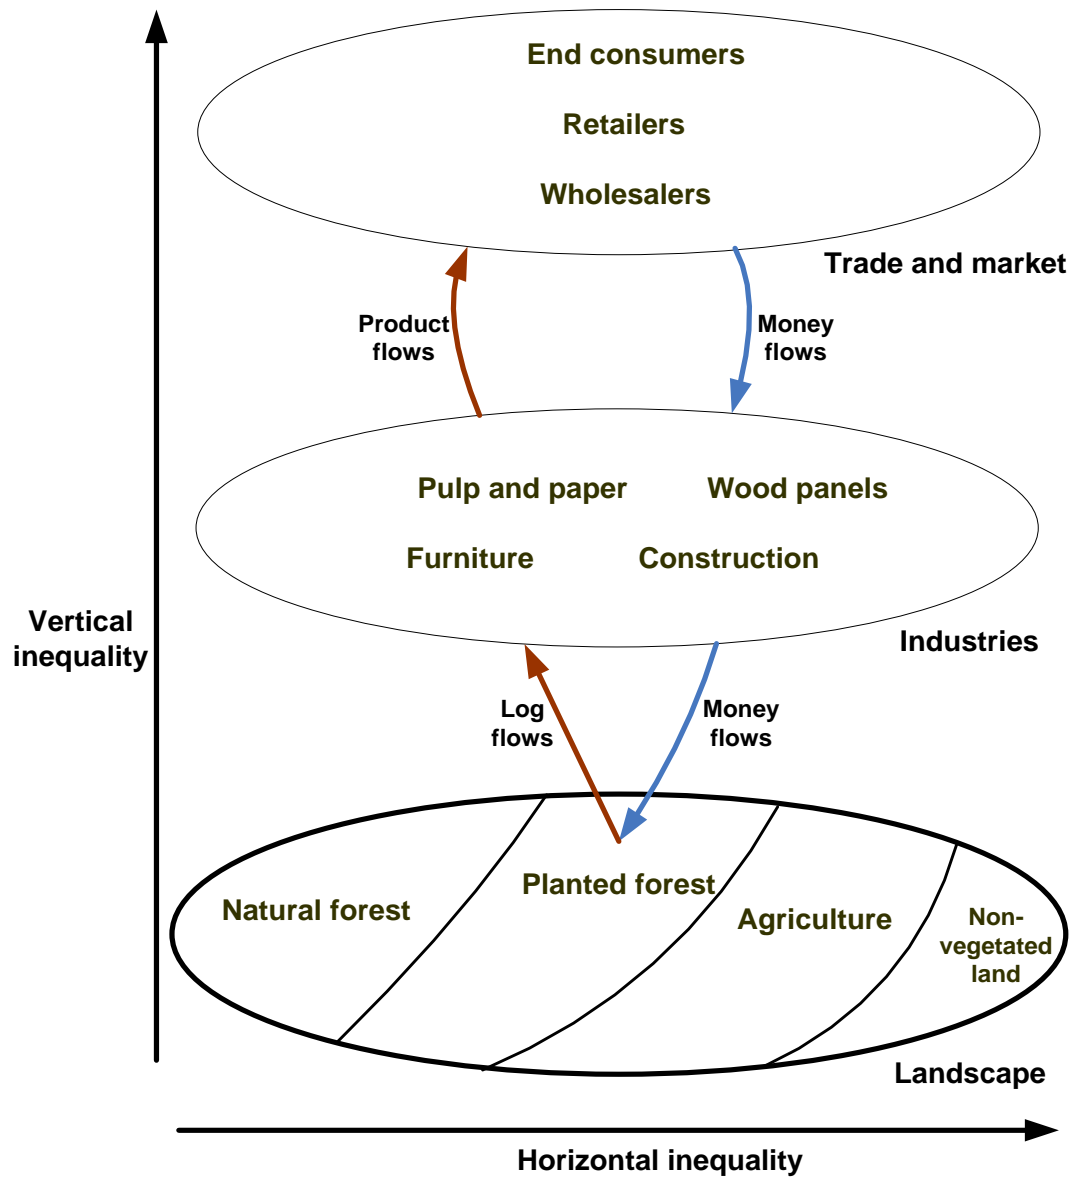 End consumers
Retailers
Wholesalers
Trade and market
Product
flows
Money
flows
Pulp and paper
Wood panels
Furniture
Construction
Vertical
inequality
Industries
Log
flows
Money
flows
Natural forest
Planted forest
Agriculture
Non-
vegetated
land
Landscape
Horizontal inequality